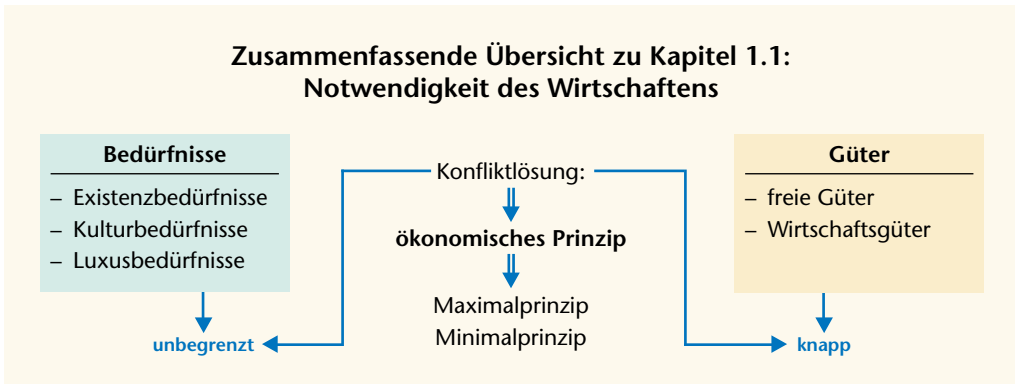 Zusammenfassende Übersicht zu Kapitel 1.1:
Notwendigkeit des Wirtschaftens
Bedürfnisse
– Existenzbedürfnisse
– Kulturbedürfnisse
– Luxusbedürfnisse
unbegrenzt
Konfliktlösung:
ökonomisches Prinzip
Maximalprinzip
Minimalprinzip
Güter
– freie Güter
– Wirtschaftsgüter
knapp